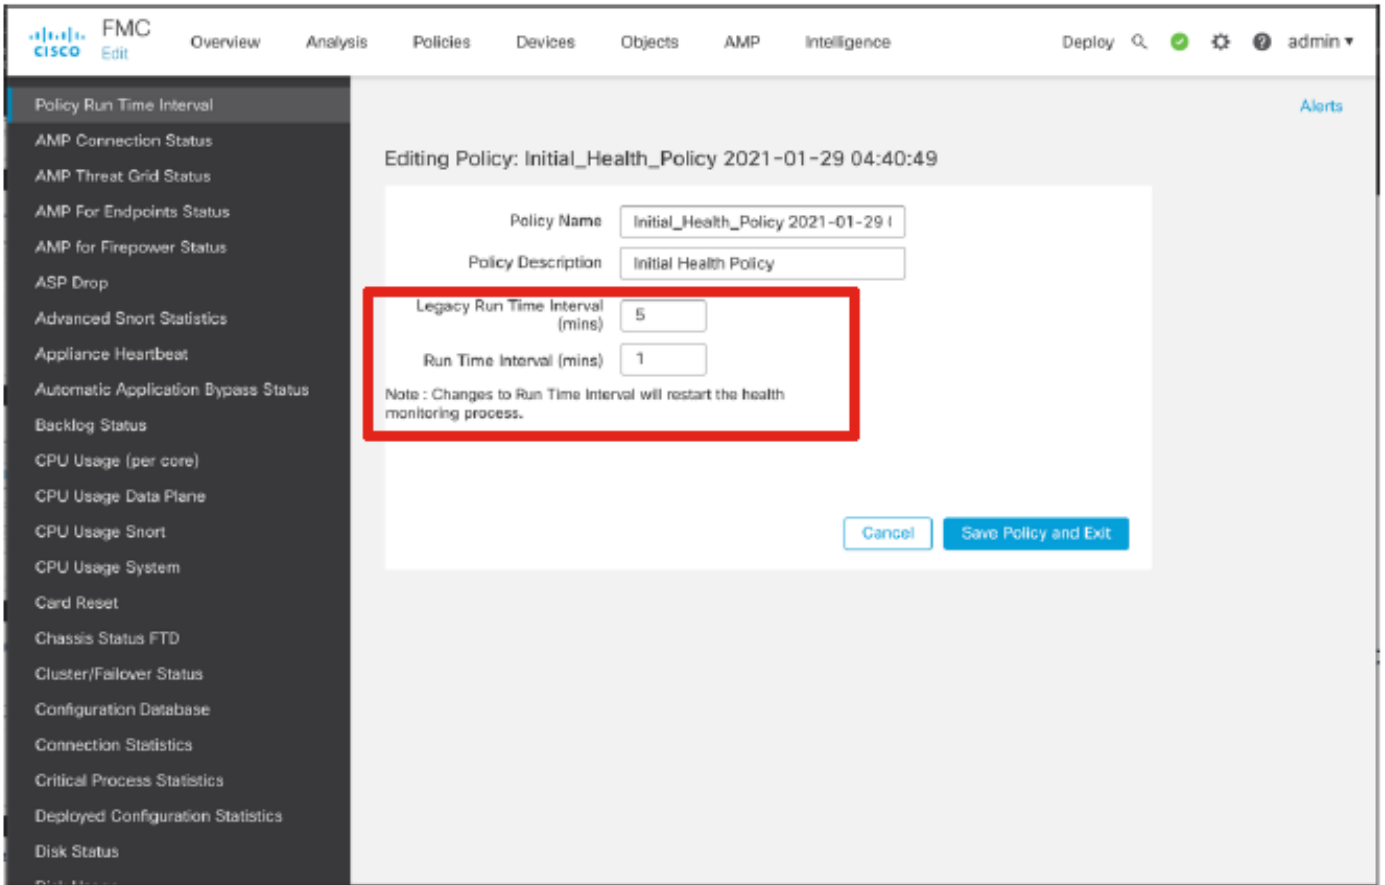 CISCO
FMC
Edit
Overview
Analysis
Policies
Devices
Objects
AMP
Intelligence
Deploy
admin
Policy Run Time Interval
AMP Connection Status
AMP Threat Grid Status
AMP For Endpoints Status
AMP for Firepower Status
ASP Drop
Advanced Snort Statistics
Appliance Heartbeat
Automatic Application Bypass Status
Backlog Status
CPU Usage (per core)
CPU Usage Data Plane
CPU Usage Snort
CPU Usage System
Card Reset
Chassis Status FTD
Cluster/Failover Status
Configuration Database
Connection Statistics
Critical Process Statistics
Deployed Configuration Statistics
Disk Status
Alerts
Editing Policy: Initial_Health_Policy 2021-01-29 04:40:49
Policy Name
Initial_Health_Policy 2021-01-29
Policy Description
Initial Health Policy
Legacy Run Time Interval
(mins)
5
Run Time Interval (mins)
1
Note : Changes to Run Time Interval will restart the health
monitoring process.
Cancel
Save Policy and Exit